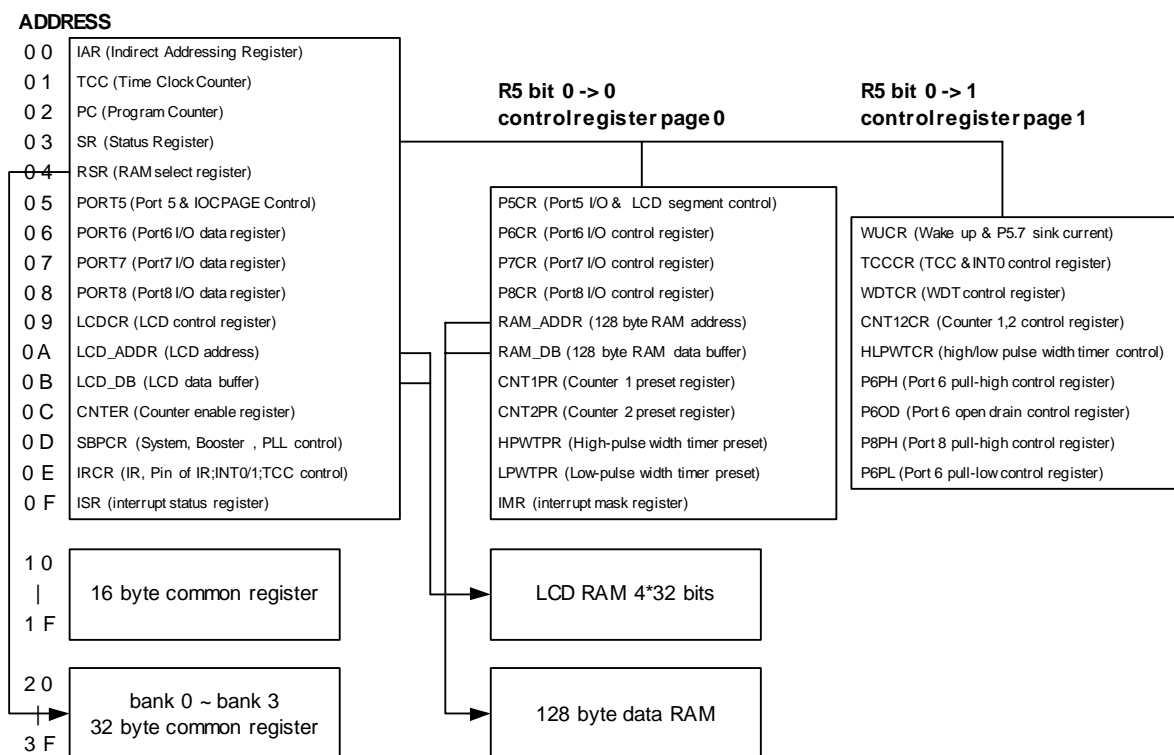 ADDRESS
0 0 IAR (Indirect Addressing Register)
0 1 TCC (Time Clock Counter)
0 2 PC (Program Counter)
0 3 SR (Status Register)
0 4 RSR (RAM select register)
0 5 PORT5 (Port 5 & IOCPAGE Control)
0 6 PORT6 (Port6 I/O data register)
0 7 PORT7 (Port7 I/O data register)
0 8 PORT8 (Port8 I/O data register)
0 9 LCDCR (LCD control register)
0 A LCD_ADDR (LCD address)
0 B LCD_DB (LCD data buffer)
0 C CNTER (Counter enable register)
0 D SBPCR (System, Booster , PLL control)
0 E IRCR (IR, Pin of IR;INT0/1;TCC control)
0 F ISR (interrupt status register)
R5 bit 0 -> 0
control register page 0
P5CR (Port5 I/O & LCD segment control)
P6CR (Port6 I/O control register)
P7CR (Port7 I/O control register)
P8CR (Port8 I/O control register)
RAM_ADDR (128 byte RAM address)
RAM_DB (128 byte RAM data buffer)
CNT1PR (Counter 1 preset register)
CNT2PR (Counter 2 preset register)
HPWTPR (High-pulse width timer preset)
LPWTPR (Low-pulse width timer preset)
IMR (interrupt mask register)
R5 bit 0 -> 1
control register page 1
WUCR (Wake up & P5.7 sink current)
TCCCR (TCC & INT0 control register)
WDTCR (WDT control register)
CNT12CR (Counter 1,2 control register)
HLPWTCR (high/low pulse width timer control)
P6PH (Port 6 pull-high control register)
P6OD (Port 6 open drain control register)
P8PH (Port 8 pull-high control register)
P6PL (Port 6 pull-low control register)
1 0
|
1 F
16 byte common register
LCD RAM 4*32 bits
2 0
|
3 F
bank 0 ~ bank 3
32 byte common register
128 byte data RAM